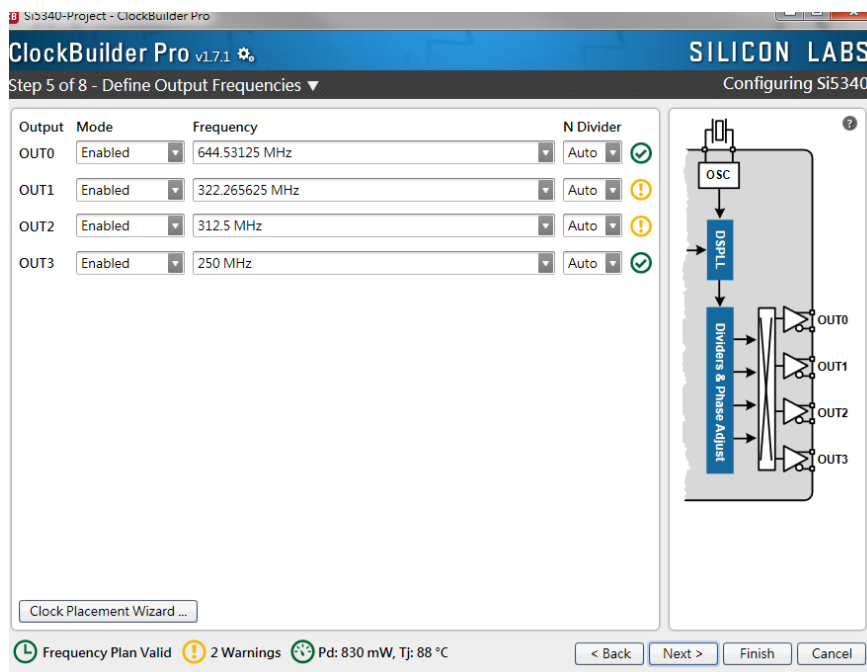 Si5340-Project - ClockBuilder Pro
ClockBuilder Pro v1.7.1
SILICON LABS
Step 5 of 8 - Define Output Frequencies ▼
Configuring Si5340
Output Mode Frequency N Divider
OUT0 Enabled 644.53125 MHz Auto
OUT1 Enabled 322.265625 MHz Auto
OUT2 Enabled 312.5 MHz Auto
OUT3 Enabled 250 MHz Auto
?
OSC
DSPLL
Dividers & Phase Adjust
OUT0
OUT1
OUT2
OUT3
Clock Placement Wizard ...
Frequency Plan Valid 2 Warnings Pd: 830 mW, Tj: 88 °C
< Back Next > Finish Cancel